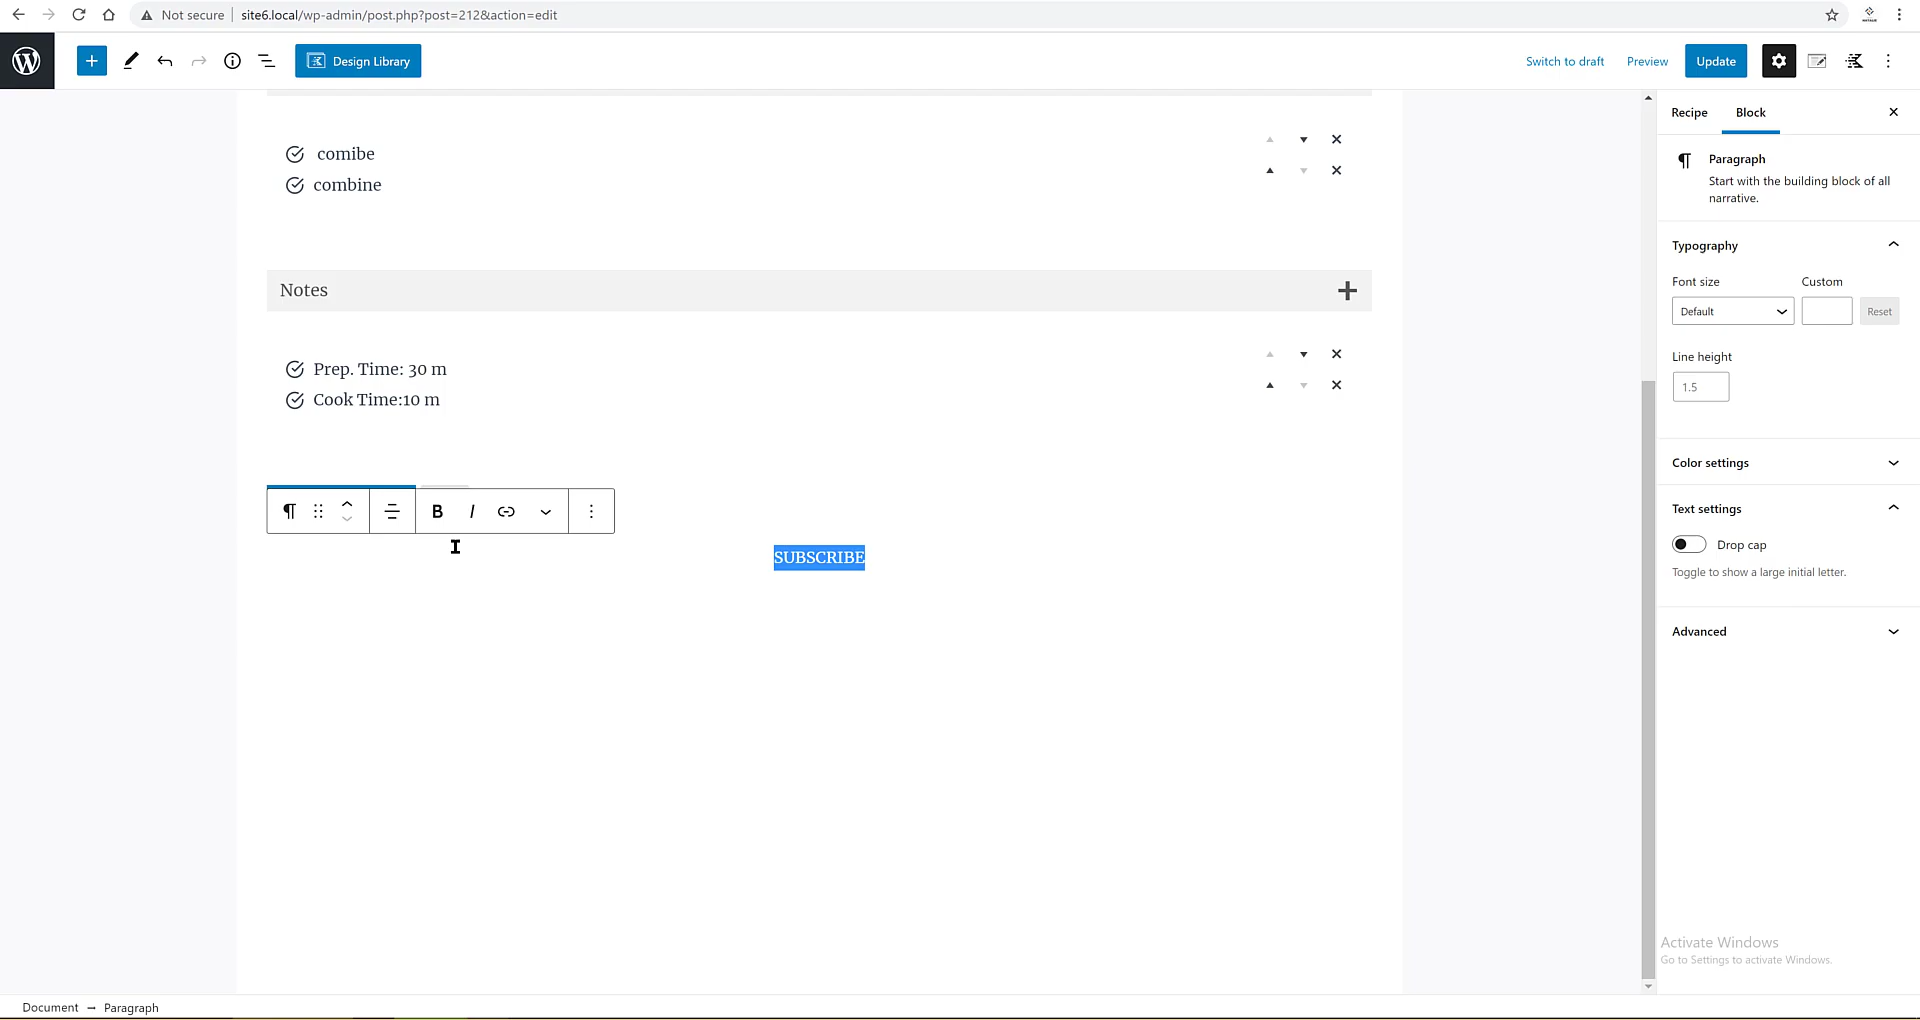 Not secure site6.local/wp-admin/post.php?post=212&action=edit
Design Library
Switch to draft Preview Update
Recipe Block
Paragraph
Start with the building block of all
narrative.
comibe
combine
Typography
Font size Custom
Default Reset
Line height
1.5
Notes
Prep. Time: 30 m
Cook Time:10 m
Color settings
Text settings
B I
Drop cap
SUBSCRIBE
Toggle to show a large initial letter.
Advanced
Activate Windows
Go to Settings to activate Windows.
Document → Paragraph